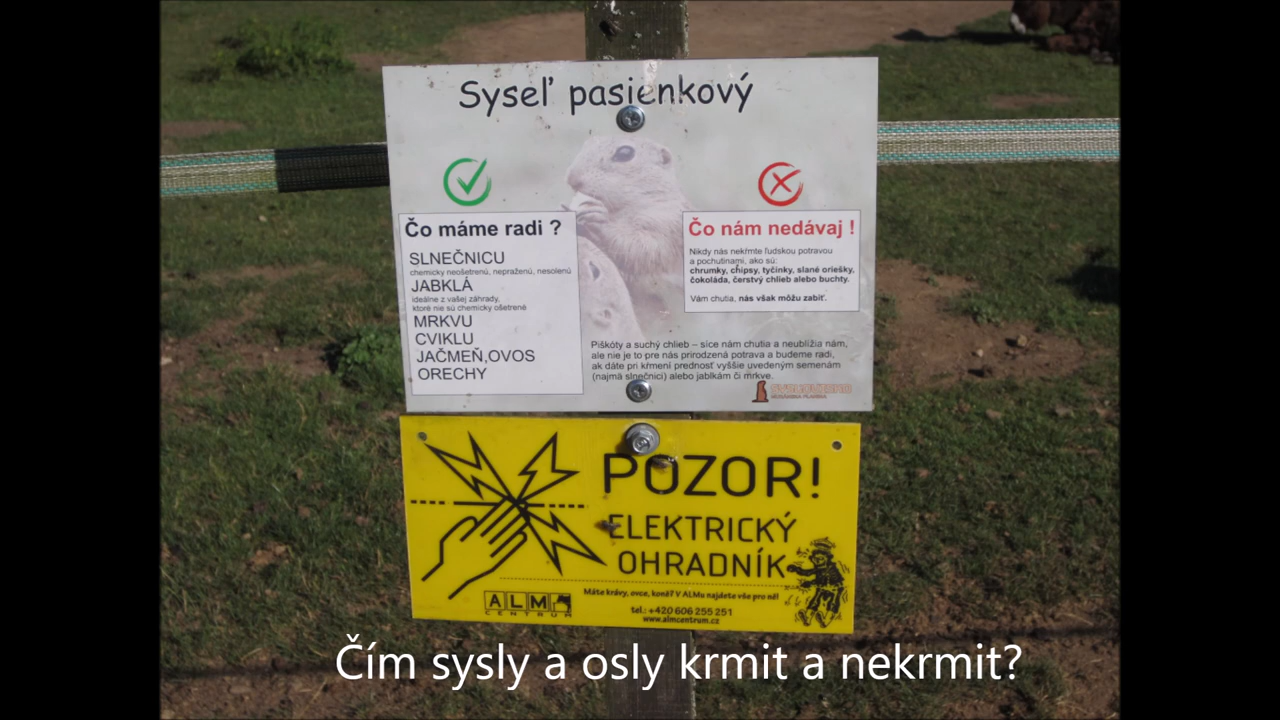 Syseľ pasienkový
Čo máme radi ?
SLNEČNICU
chemicky neošetrenú, nepraženú, nesolenú
JABKLÁ
ideálne z vašej záhrady,
ktoré nie sú chemicky ošetrené
MRKVU
CVIKLU
JAČMEŇ,OVOS
ORECHY
Čo nám nedávaj !
Nikdy nás nekŕmte ľudskou potravou
a pochutinami, ako sú:
chrumky, chipsy, tyčinky, slané oriešky,
čokoláda, čerstvý chlieb alebo buchty.
Vám chutia, nás však môžu zabiť.
Piškóty a suchý chlieb – síce nám chutia a neublížia nám,
ale nie je to pre nás prirodzená potrava a budeme radi,
ak dáte pri kŕmení prednosť vyššie uvedeným semenám
(najmä slnečnici) alebo jablkám či mrkve.
POZOR!
ELEKTRICKÝ
OHRADNÍK
Máte krávy, ovce, koně? V ALMu najdete vše pro ně!
ALM
CENTRUM
tel.: +420 606 255 251
www.almcentrum.cz
Čím sysly a osly krmit a nekrmit?